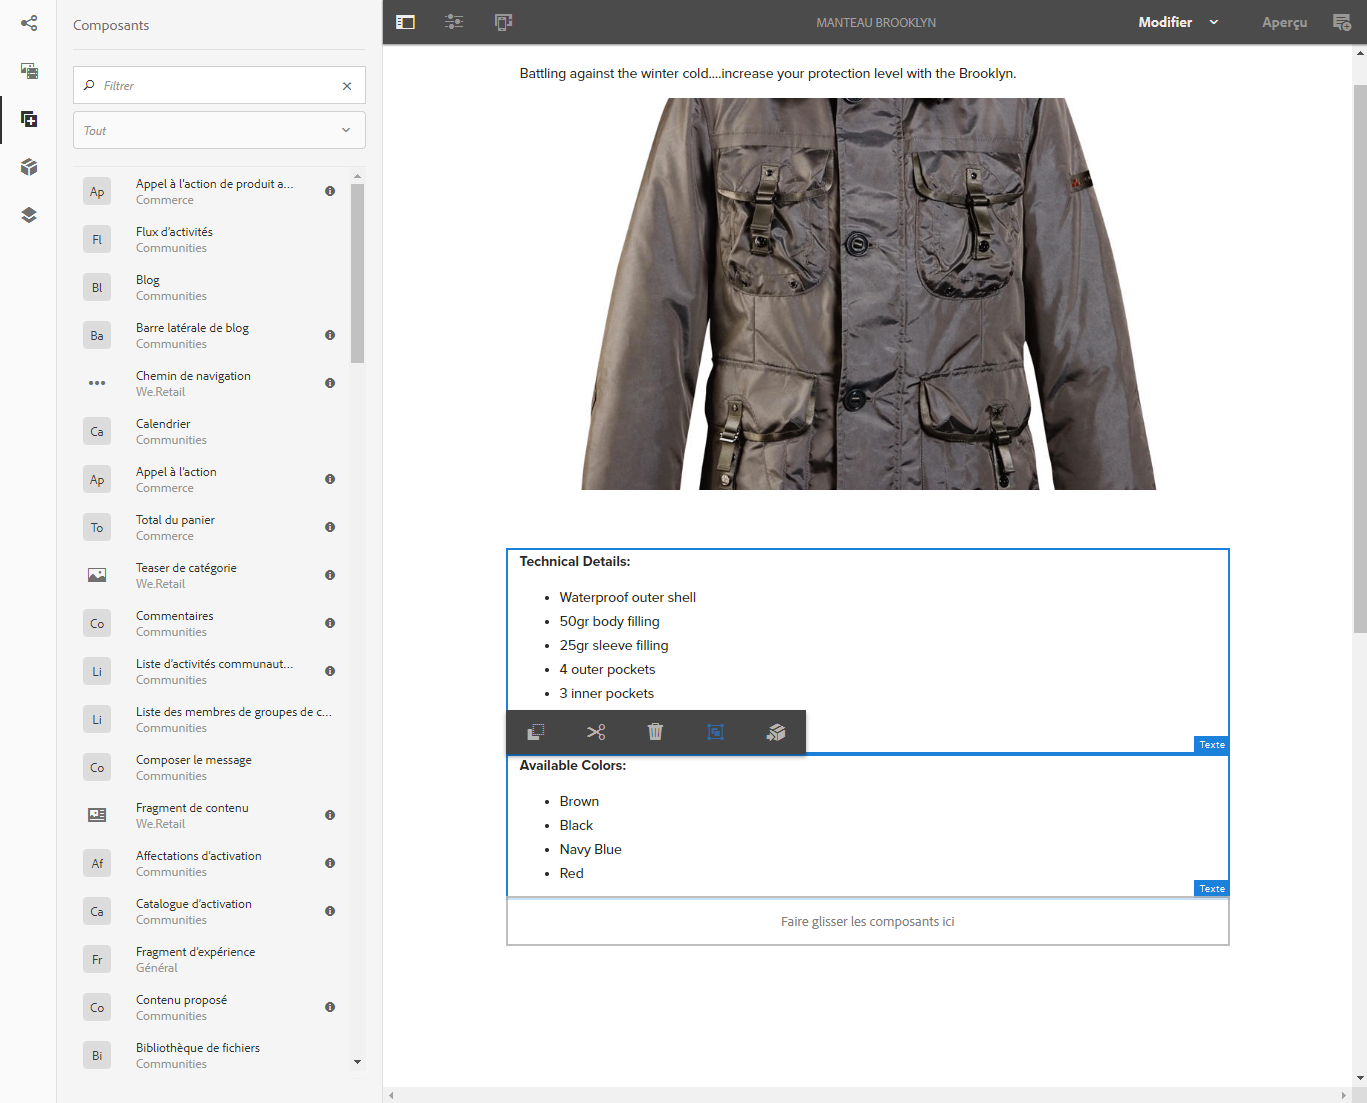 Composants
Filtrer
Tout
Ap
Appel à l'action de produit a...
Commerce
Fl
Flux d'activités
Communities
Bl
Blog
Communities
Ba
Barre latérale de blog
Communities
Chemin de navigation
We.Retail
Ca
Calendrier
Communities
Ap
Appel à l'action
Commerce
To
Total du panier
Commerce
Teaser de catégorie
We.Retail
Co
Commentaires
Communities
Li
Liste d'activités communaut...
Communities
Li
Liste des membres de groupes de c...
Communities
Co
Composer le message
Communities
Fragment de contenu
We.Retail
Af
Affectations d'activation
Communities
Ca
Catalogue d'activation
Communities
Fr
Fragment d'expérience
Général
Co
Contenu proposé
Communities
Bi
Bibliothèque de fichiers
Communities
MANTEAU BROOKLYN
Modifier
Aperçu
Battling against the winter cold....increase your protection level with the Brooklyn.
Technical Details:
• Waterproof outer shell
• 50gr body filling
• 25gr sleeve filling
• 4 outer pockets
• 3 inner pockets
Texte
Available Colors:
• Brown
• Black
• Navy Blue
• Red
Texte
Faire glisser les composants ici